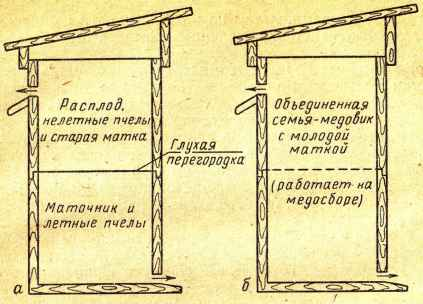 Расплод,
нелетные пчелы
и старая матка
Глухая
перегородка
Маточник и
летные пчелы
а
Объединенная
семья-медовик
с молодой
маткой
(работает на
медосборе)
б